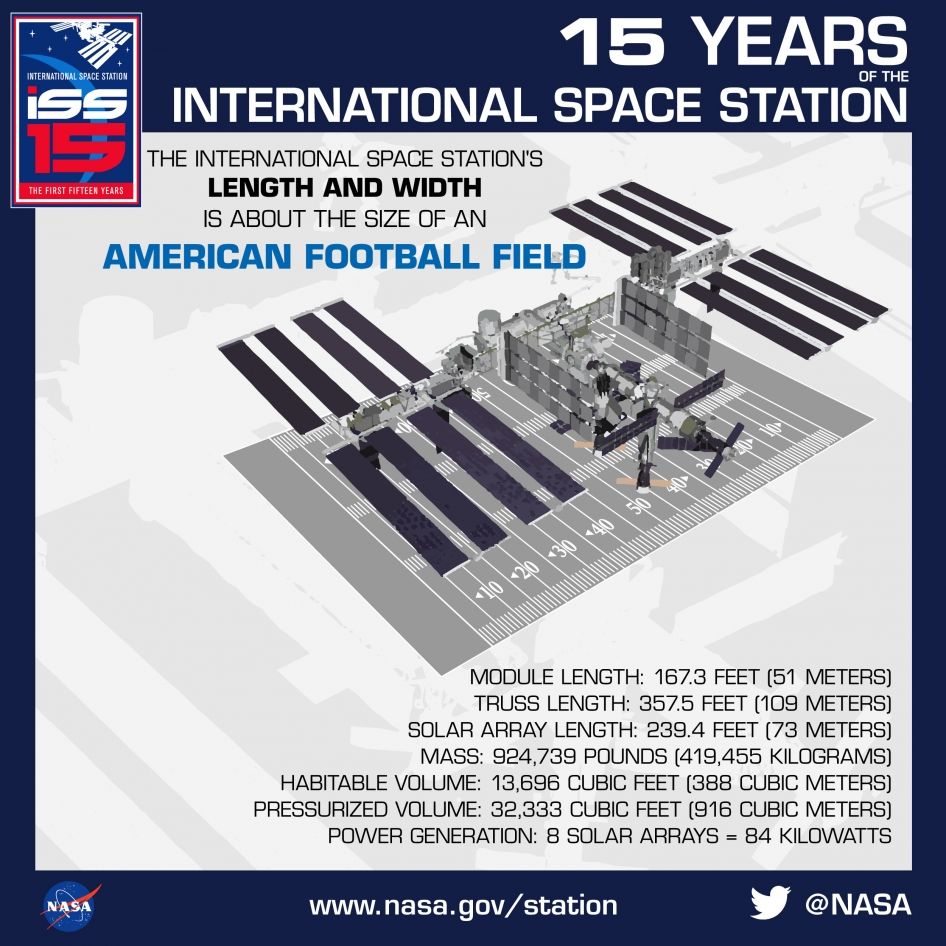 INTERNATIONAL SPACE STATION
ISS
15
THE FIRST FIFTEEN YEARS
15 YEARS
OF THE
INTERNATIONAL SPACE STATION
THE INTERNATIONAL SPACE STATION'S
LENGTH AND WIDTH
IS ABOUT THE SIZE OF AN
AMERICAN FOOTBALL FIELD
50
10 20 30 40 50 40 30 20 10
MODULE LENGTH: 167.3 FEET (51 METERS)
TRUSS LENGTH: 357.5 FEET (109 METERS)
SOLAR ARRAY LENGTH: 239.4 FEET (73 METERS)
MASS: 924,739 POUNDS (419,455 KILOGRAMS)
HABITABLE VOLUME: 13,696 CUBIC FEET (388 CUBIC METERS)
PRESSURIZED VOLUME: 32,333 CUBIC FEET (916 CUBIC METERS)
POWER GENERATION: 8 SOLAR ARRAYS = 84 KILOWATTS
NASA
www.nasa.gov/station
@NASA